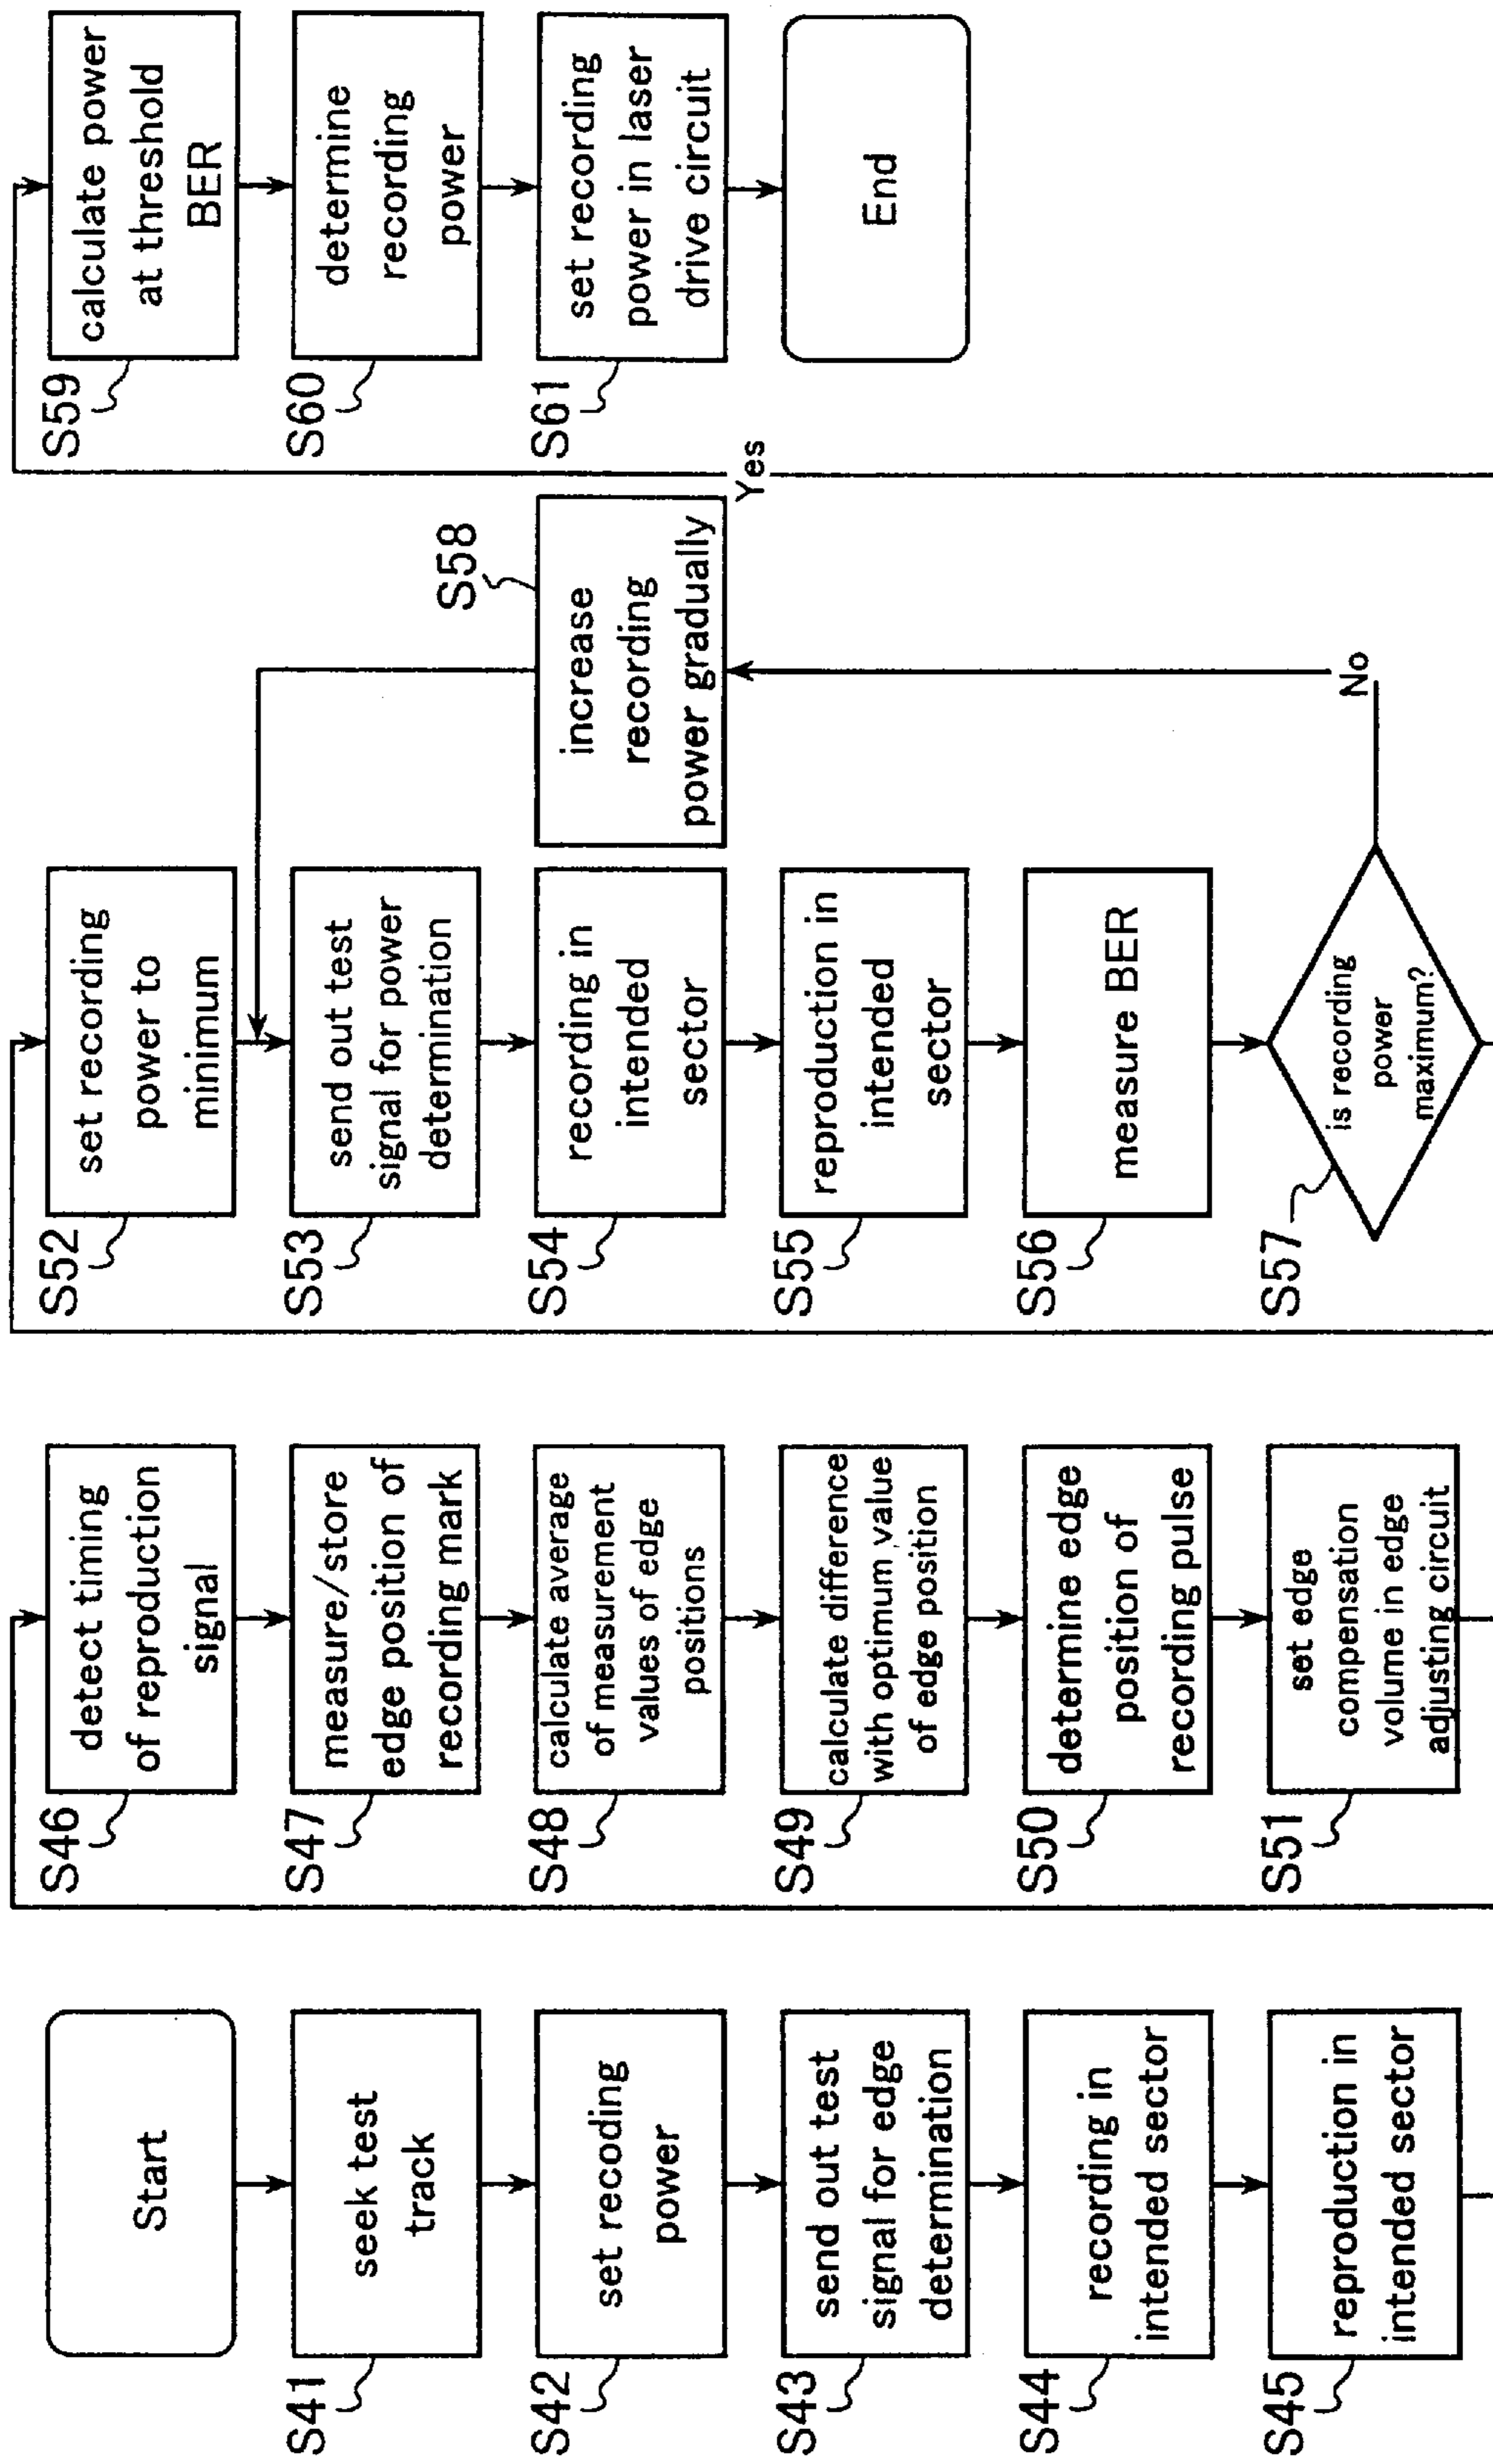 Start
S41
seek test
track
S42
set recoding
power
S43
send out test
signal for edge
determination
S44
recording in
intended sector
S45
reproduction in
intended sector
S46
detect timing
of reproduction
signal
S47
measure/store
edge position of
recording mark
S48
calculate average
of measurement
values of edge
positions
S49
calculate difference
with optimum value
of edge position
S50
determine edge
position of
recording pulse
S51
set edge
compensation
volume in edge
adjusting circuit
S52
set recording
power to
minimum
S53
send out test
signal for power
determination
S54
recording in
intended
sector
S55
reproduction in
intended
sector
S56
measure BER
S57
is recording
power
maximum?
No
Yes
S58
increase
recording
power gradually
S59
calculate power
at threshold
BER
S60
determine
recording
power
S61
set recording
power in laser
drive circuit
End